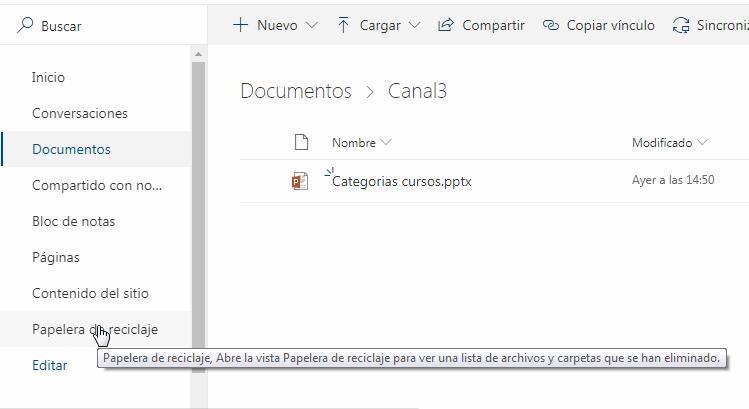 Buscar
Nuevo
Cargar
Compartir
Copiar vínculo
Inicio
Conversaciones
Documentos
Compartido con no...
Bloc de notas
Páginas
Contenido del sitio
Papelera de reciclaje
Editar
Documentos > Canal3
Nombre
Modificado
Categorias cursos.pptx
Ayer a las 14:50
Papelera de reciclaje, Abre la vista Papelera de reciclaje para ver una lista de archivos y carpetas que se han eliminado.